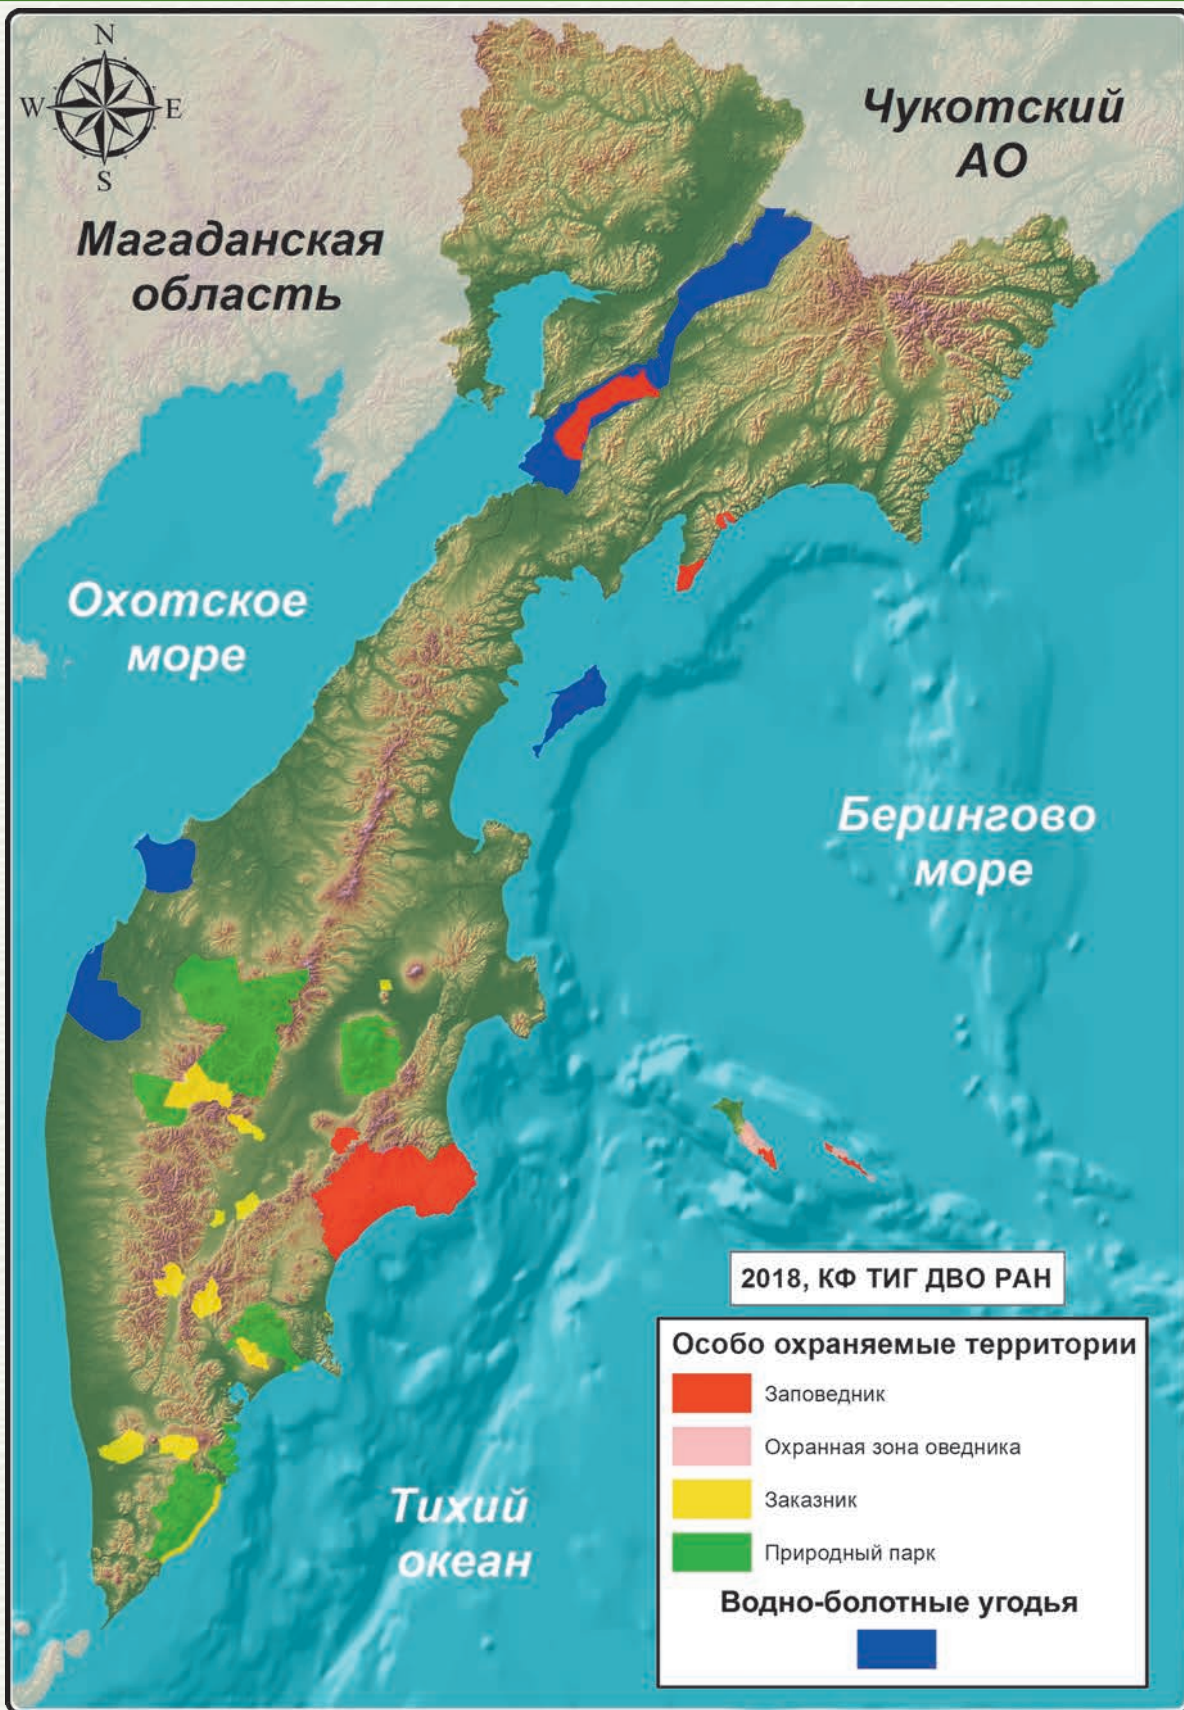 N
W
E
S
Чукотский
АО
Магаданская
область
Охотское
море
Берингово
море
2018, КФ ТИГ ДВО РАН
Особо охраняемые территории
Заповедник
Охранная зона оведника
Заказник
Природный парк
Водно-болотные угодья
Тихий
океан